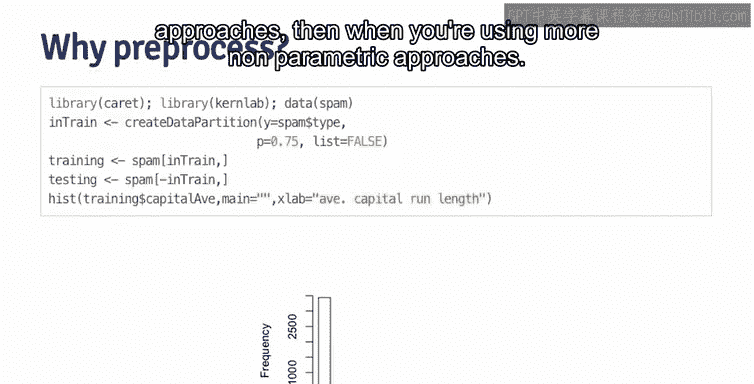 approaches, then when you're using more
non parametric approaches.
Why preprocess?
library(caret); library(kernlab); data(spam)
inTrain <- createDataPartition(y=spam$type,
p=0.75, list=FALSE)
training <- spam[inTrain,]
testing <- spam[-inTrain,]
hist(training$capitalAve,main="",xlab="ave. capital run length")
2500
Frequency
1000